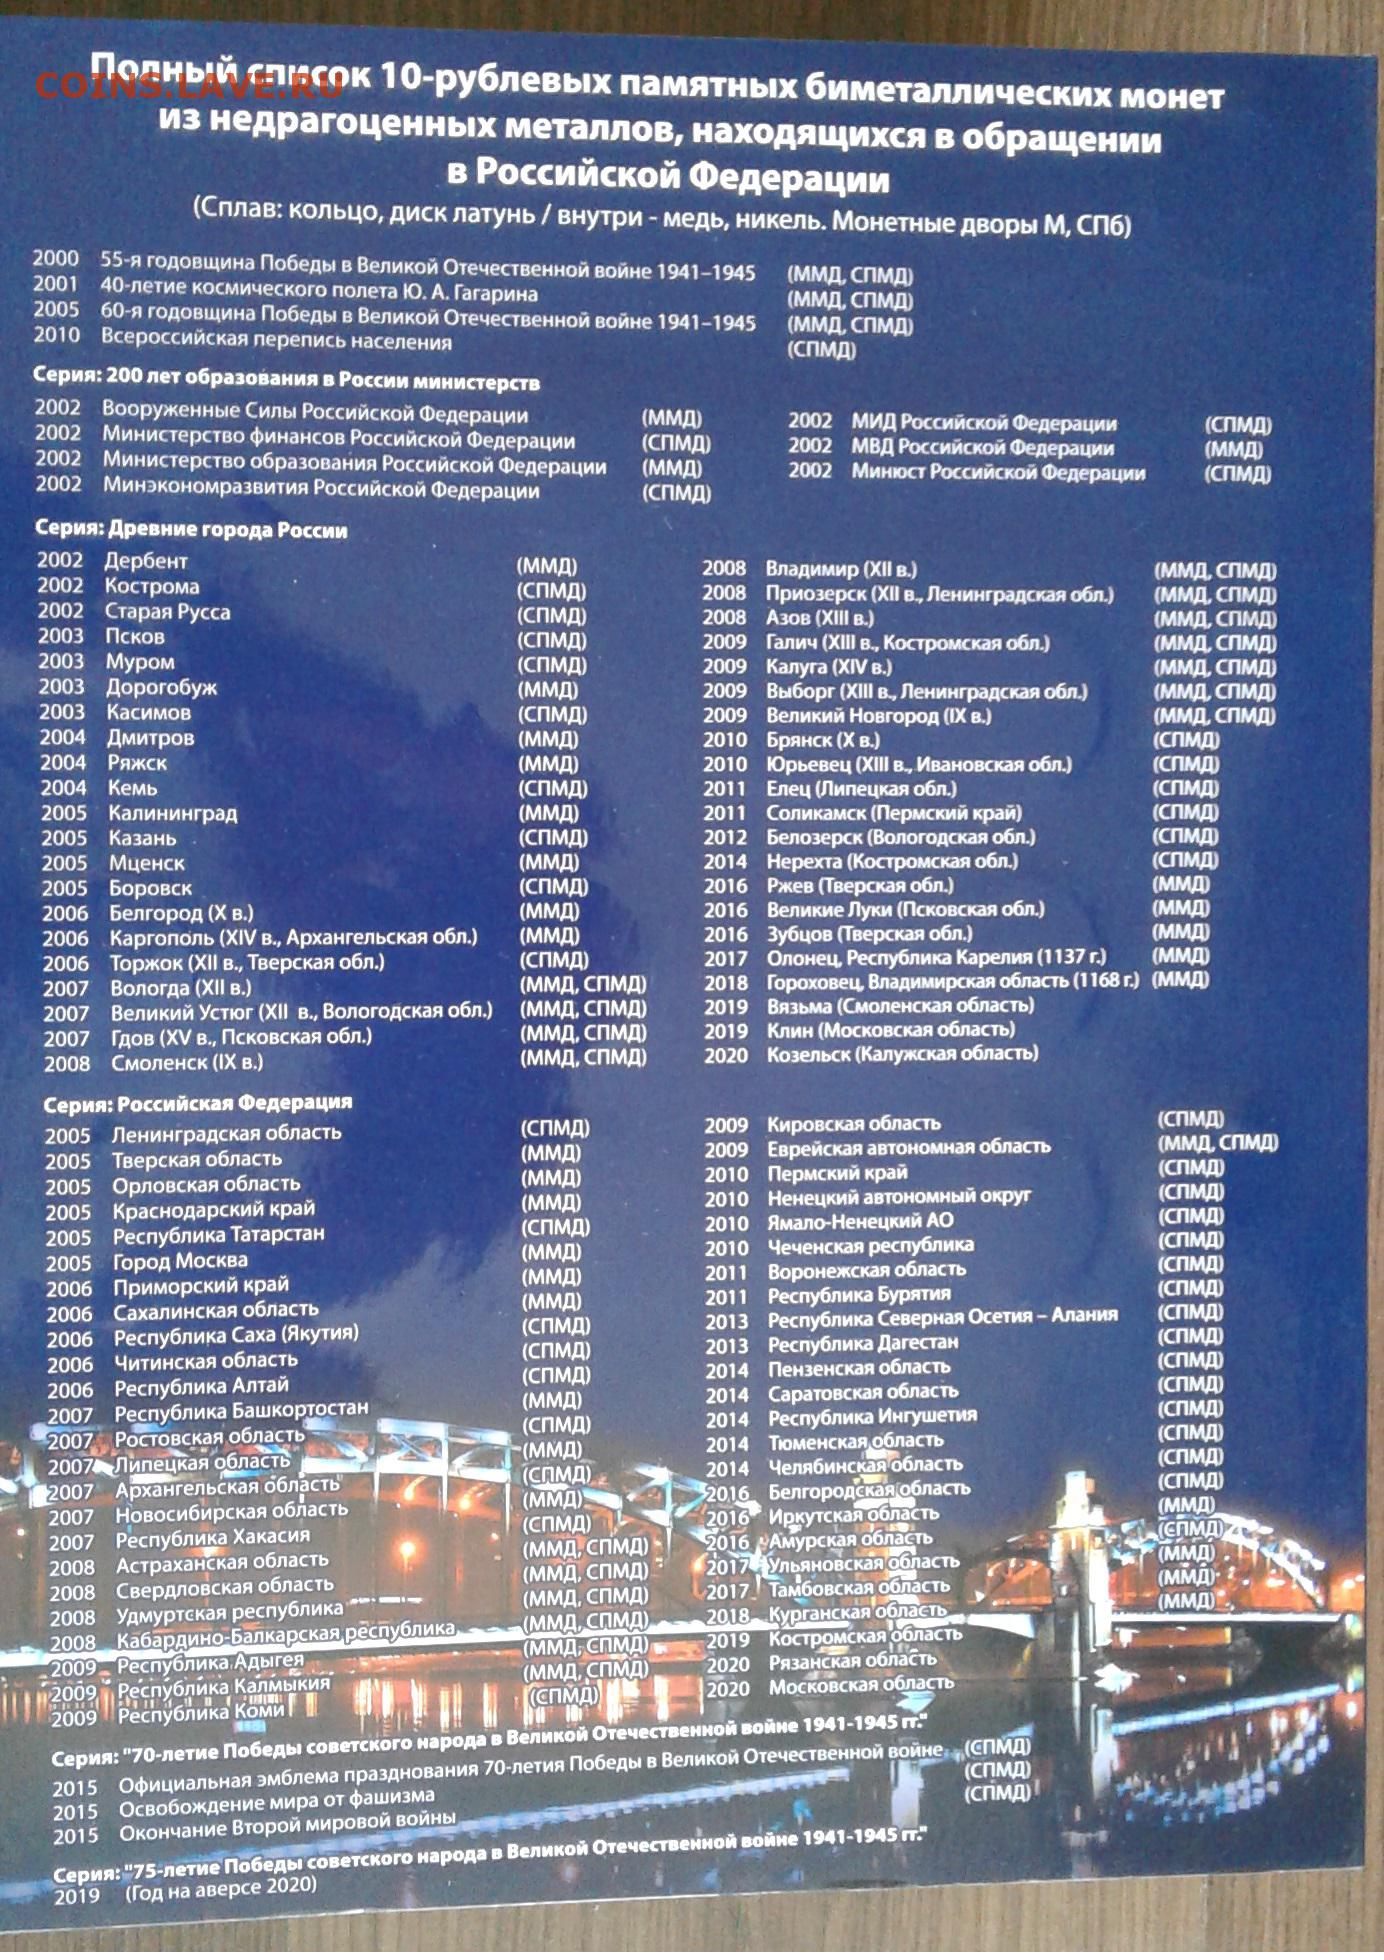 Полный список 10-рублевых памятных биметаллических монет
COINS.LAVE.RU
из недрагоценных металлов, находящихся в обращении
в Российской Федерации
(Сплав: кольцо, диск латунь / внутри - медь, никель. Монетные дворы М, СПб)
2000 55-я годовщина Победы в Великой Отечественной войне 1941–1945 (ММД, СПМД)
2001 40-летие космического полета Ю. А. Гагарина (ММД, СПМД)
2005 60-я годовщина Победы в Великой Отечественной войне 1941–1945 (ММД, СПМД)
2010 Всероссийская перепись населения (СПМД)
Серия: 200 лет образования в России министерств
2002 Вооруженные Силы Российской Федерации (ММД)
2002 Министерство финансов Российской Федерации (СПМД)
2002 Министерство образования Российской Федерации (ММД)
2002 Минэкономразвития Российской Федерации (СПМД)
2002 МИД Российской Федерации (СПМД)
2002 МВД Российской Федерации (ММД)
2002 Минюст Российской Федерации (СПМД)
Серия: Древние города России
2002 Дербент (ММД)
2002 Кострома (СПМД)
2002 Старая Русса (СПМД)
2003 Псков (СПМД)
2003 Муром (СПМД)
2003 Дорогобуж (ММД)
2003 Касимов (СПМД)
2004 Дмитров (ММД)
2004 Ряжск (ММД)
2004 Кемь (СПМД)
2005 Калининград (ММД)
2005 Казань (СПМД)
2005 Мценск (ММД)
2005 Боровск (СПМД)
2006 Белгород (X в.) (ММД)
2006 Каргополь (XIV в., Архангельская обл.) (ММД)
2006 Торжок (XII в., Тверская обл.) (СПМД)
2007 Вологда (XII в.) (ММД, СПМД)
2007 Великий Устюг (XII в., Вологодская обл.) (ММД, СПМД)
2007 Гдов (XV в., Псковская обл.) (ММД, СПМД)
2008 Смоленск (IX в.) (ММД, СПМД)
2008 Владимир (XII в.) (ММД, СПМД)
2008 Приозерск (XII в., Ленинградская обл.) (ММД, СПМД)
2008 Азов (XIII в.) (ММД, СПМД)
2009 Галич (XIII в., Костромская обл.) (ММД, СПМД)
2009 Калуга (XIV в.) (ММД, СПМД)
2009 Выборг (XIII в., Ленинградская обл.) (ММД, СПМД)
2009 Великий Новгород (IX в.) (ММД, СПМД)
2010 Брянск (X в.) (СПМД)
2010 Юрьевец (XIII в., Ивановская обл.) (СПМД)
2011 Елец (Липецкая обл.) (СПМД)
2011 Соликамск (Пермский край) (СПМД)
2012 Белозерск (Вологодская обл.) (СПМД)
2014 Нерехта (Костромская обл.) (СПМД)
2016 Ржев (Тверская обл.) (ММД)
2016 Великие Луки (Псковская обл.) (ММД)
2016 Зубцов (Тверская обл.) (ММД)
2017 Олонец, Республика Карелия (1137 г.) (ММД)
2018 Гороховец, Владимирская область (1168 г.) (ММД)
2019 Вязьма (Смоленская область)
2019 Клин (Московская область)
2020 Козельск (Калужская область)
Серия: Российская Федерация
2005 Ленинградская область (СПМД)
2005 Тверская область (ММД)
2005 Орловская область (ММД)
2005 Краснодарский край (ММД)
2005 Республика Татарстан (СПМД)
2005 Город Москва (ММД)
2006 Приморский край (ММД)
2006 Сахалинская область (ММД)
2006 Республика Саха (Якутия) (СПМД)
2006 Читинская область (СПМД)
2006 Республика Алтай (СПМД)
2007 Республика Башкортостан (ММД)
2007 Ростовская область (СПМД)
2007 Липецкая область (ММД)
2007 Архангельская область (СПМД)
2007 Новосибирская область (ММД)
2007 Республика Хакасия (СПМД)
2008 Астраханская область (ММД, СПМД)
2008 Свердловская область (ММД, СПМД)
2008 Удмуртская республика (ММД, СПМД)
2008 Кабардино-Балкарская республика (ММД, СПМД)
2009 Республика Адыгея (ММД, СПМД)
2009 Республика Калмыкия (ММД, СПМД)
2009 Республика Коми (СПМД)
2009 Кировская область (СПМД)
2009 Еврейская автономная область (ММД, СПМД)
2010 Пермский край (СПМД)
2010 Ненецкий автономный округ (СПМД)
2010 Ямало-Ненецкий АО (СПМД)
2010 Чеченская республика (СПМД)
2011 Воронежская область (СПМД)
2011 Республика Бурятия (СПМД)
2013 Республика Северная Осетия – Алания (СПМД)
2013 Республика Дагестан (СПМД)
2014 Пензенская область (СПМД)
2014 Саратовская область (СПМД)
2014 Республика Ингушетия (СПМД)
2014 Тюменская область (СПМД)
2014 Челябинская область (СПМД)
2016 Белгородская область (СПМД)
2016 Иркутская область (ММД)
2016 Амурская область (СПМД)
2017 Ульяновская область (ММД)
2017 Тамбовская область (ММД)
2018 Курганская область (ММД)
2019 Костромская область
2020 Рязанская область
2020 Московская область
Серия: "70-летие Победы советского народа в Великой Отечественной войне 1941-1945 гг."
2015 Официальная эмблема празднования 70-летия Победы в Великой Отечественной войне (СПМД)
2015 Освобождение мира от фашизма (СПМД)
2015 Окончание Второй мировой войны (СПМД)
Серия: "75-летие Победы советского народа в Великой Отечественной войне 1941-1945 гг."
2019 (Год на аверсе 2020)